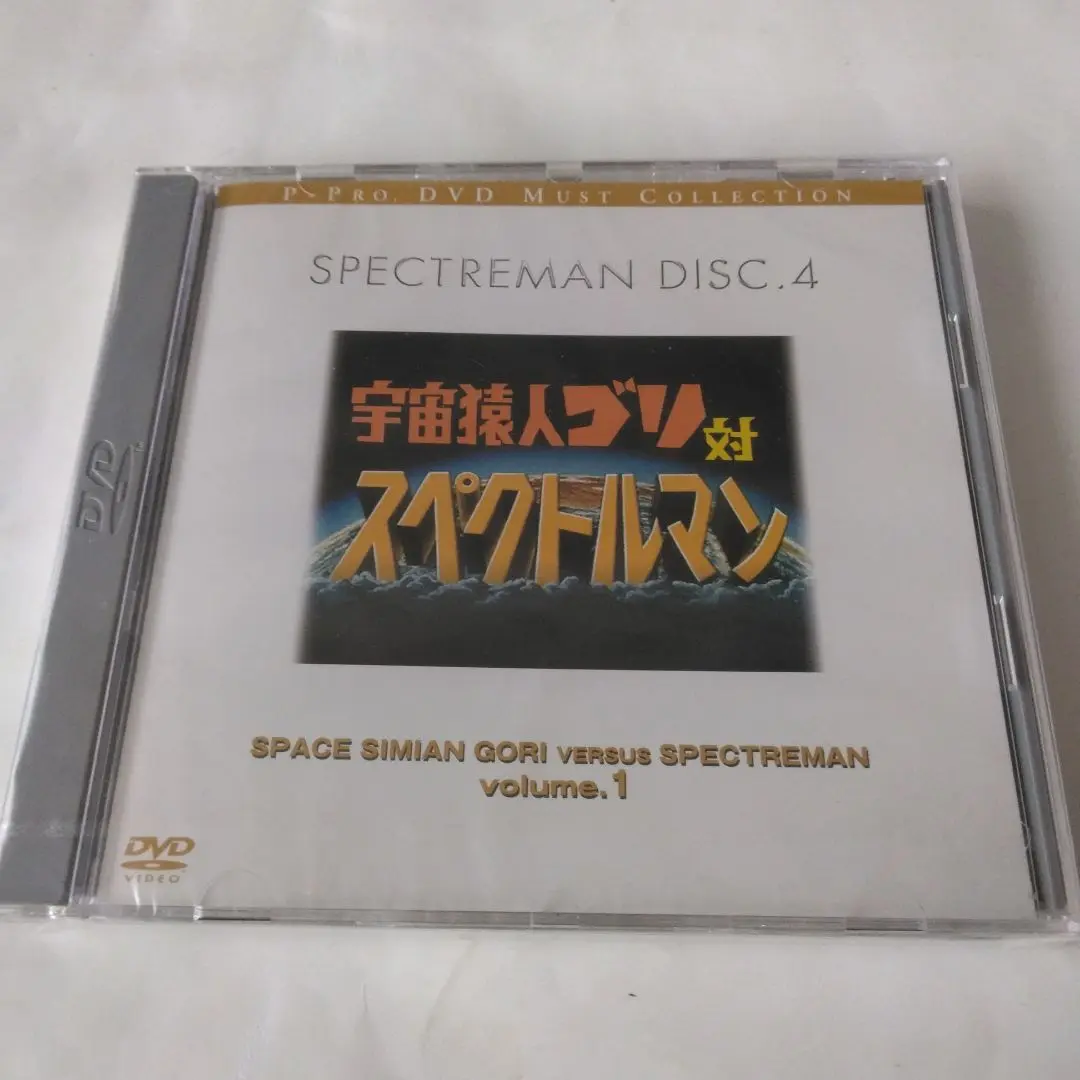 P-PRO. DVD MUST COLLECTION
SPECTREMAN DISC.4
宇宙猿人ゴリ対
スペクトルマン
SPACE SIMIAN GORI VERSUS SPECTREMAN
volume.1
DVD
VIDEO
DVD